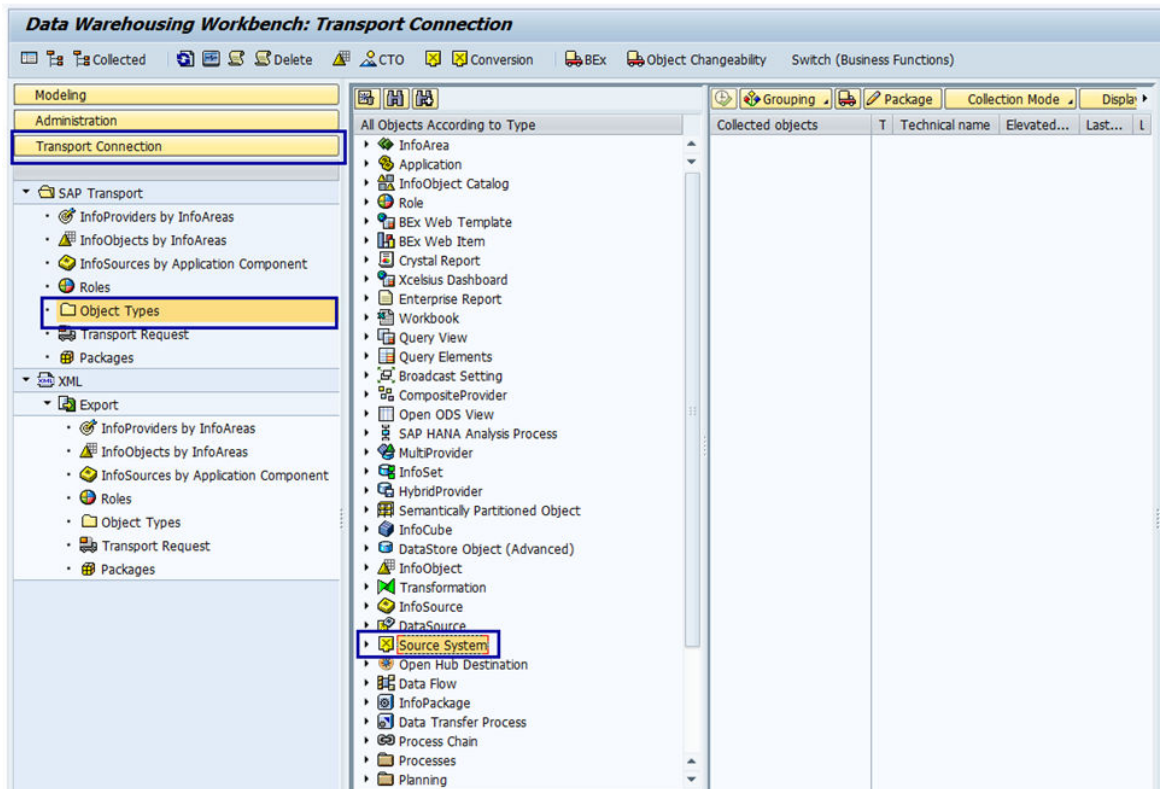 Data Warehousing Workbench: Transport Connection
Collected Delete CTO Conversion BEx Object Changeability Switch (Business Functions)
Modeling
Administration
Transport Connection
SAP Transport
InfoProviders by InfoAreas
InfoObjects by InfoAreas
InfoSources by Application Component
Roles
Object Types
Transport Request
Packages
XML
Export
InfoProviders by InfoAreas
InfoObjects by InfoAreas
InfoSources by Application Component
Roles
Object Types
Transport Request
Packages
All Objects According to Type
InfoArea
Application
InfoObject Catalog
Role
BEx Web Template
BEx Web Item
Crystal Report
Xcelsius Dashboard
Enterprise Report
Workbook
Query View
Query Elements
Broadcast Setting
CompositeProvider
Open ODS View
SAP HANA Analysis Process
MultiProvider
InfoSet
HybridProvider
Semantically Partitioned Object
InfoCube
DataStore Object (Advanced)
InfoObject
Transformation
InfoSource
DataSource
Source System
Open Hub Destination
Data Flow
InfoPackage
Data Transfer Process
Process Chain
Processes
Planning
Grouping Package Collection Mode Display
Collected objects T Technical name Elevated... Last... L